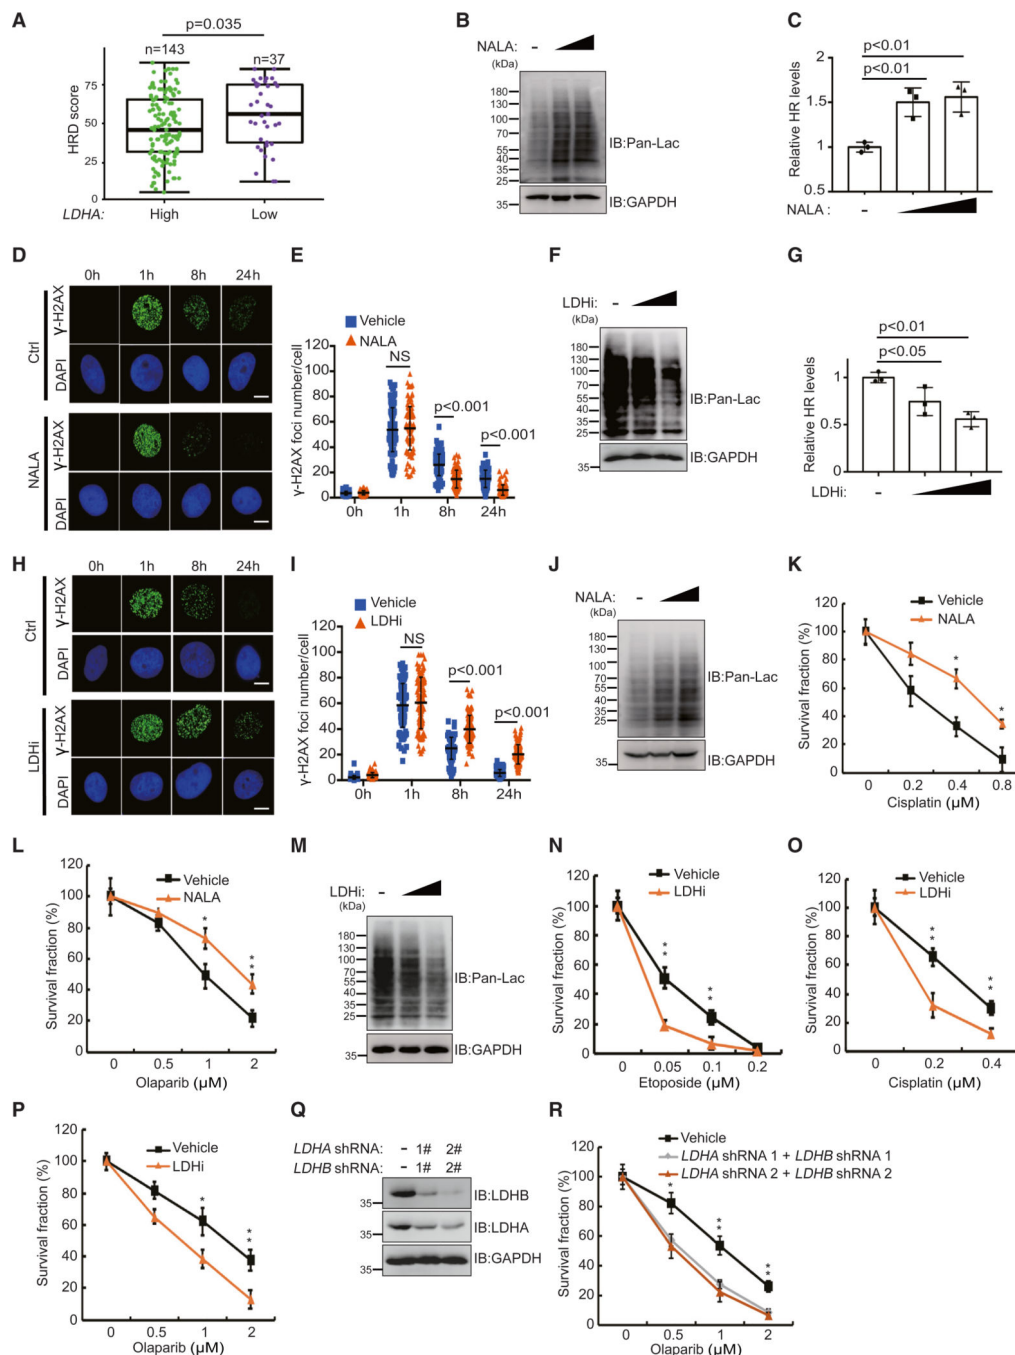 A
p=0.035
n=143
n=37
HRD score
75
50
25
0
LDHA:
High
Low
B
NALA:
-
(kDa)
180
130
100
70
55
40
35
25
IB:Pan-Lac
35
IB:GAPDH
C
p<0.01
p<0.01
Relative HR levels
2
1.5
1
0.5
NALA :
-
D
0h
1h
8h
24h
Ctrl
γ-H2AX
DAPI
NALA
γ-H2AX
DAPI
E
Vehicle
NALA
γ-H2AX foci number/cell
120
100
80
60
40
20
0
NS
p<0.001
p<0.001
0h
1h
8h
24h
F
LDHi:
-
(kDa)
180
130
100
70
55
40
35
25
IB:Pan-Lac
35
IB:GAPDH
G
p<0.01
p<0.05
Relative HR levels
1
0.5
0
LDHi:
-
H
0h
1h
8h
24h
Ctrl
γ-H2AX
DAPI
LDHi
γ-H2AX
DAPI
I
Vehicle
LDHi
γ-H2AX foci number/cell
120
100
80
60
40
20
0
NS
p<0.001
p<0.001
0h
1h
8h
24h
J
NALA:
-
(kDa)
180
130
100
70
55
40
35
25
IB:Pan-Lac
35
IB:GAPDH
K
Vehicle
NALA
Survival fraction (%)
100
80
60
40
20
0
*
*
0
0.2
0.4
0.8
Cisplatin (μM)
L
Vehicle
NALA
Survival fraction (%)
120
100
80
60
40
20
0
*
**
0
0.5
1
2
Olaparib (μM)
M
LDHi:
-
(kDa)
180
130
100
70
55
40
35
25
IB:Pan-Lac
35
IB:GAPDH
N
Vehicle
LDHi
Survival fraction (%)
120
100
80
60
40
20
0
**
**
0
0.05
0.1
0.2
Etoposide (μM)
O
Vehicle
LDHi
Survival fraction (%)
120
100
80
60
40
20
0
**
**
0
0.2
0.4
Cisplatin (μM)
P
Vehicle
LDHi
Survival fraction (%)
120
100
80
60
40
20
0
*
**
0
0.5
1
2
Olaparib (μM)
Q
LDHA shRNA: - 1# 2#
LDHB shRNA: - 1# 2#
35
IB:LDHB
35
IB:LDHA
35
IB:GAPDH
R
Vehicle
LDHA shRNA 1 + LDHB shRNA 1
LDHA shRNA 2 + LDHB shRNA 2
Survival fraction (%)
120
100
80
60
40
20
0
*
**
**
0
0.5
1
2
Olaparib (μM)